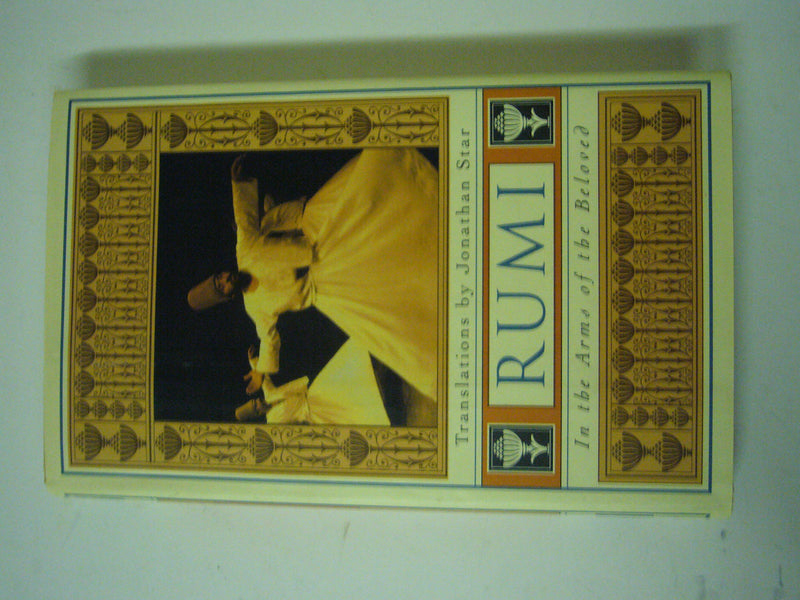 Translations by Jonathan Star
RUMI
In the Arms of the Beloved